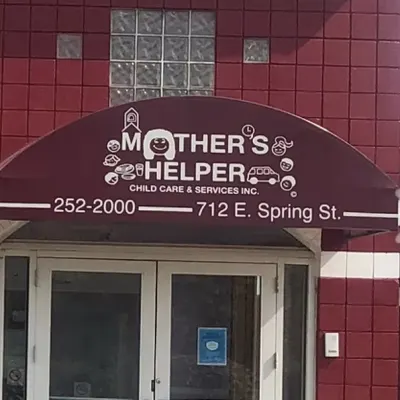 MOTHER'S
HELPER
CHILD CARE & SERVICES INC.
252-2000 712 E. Spring St.